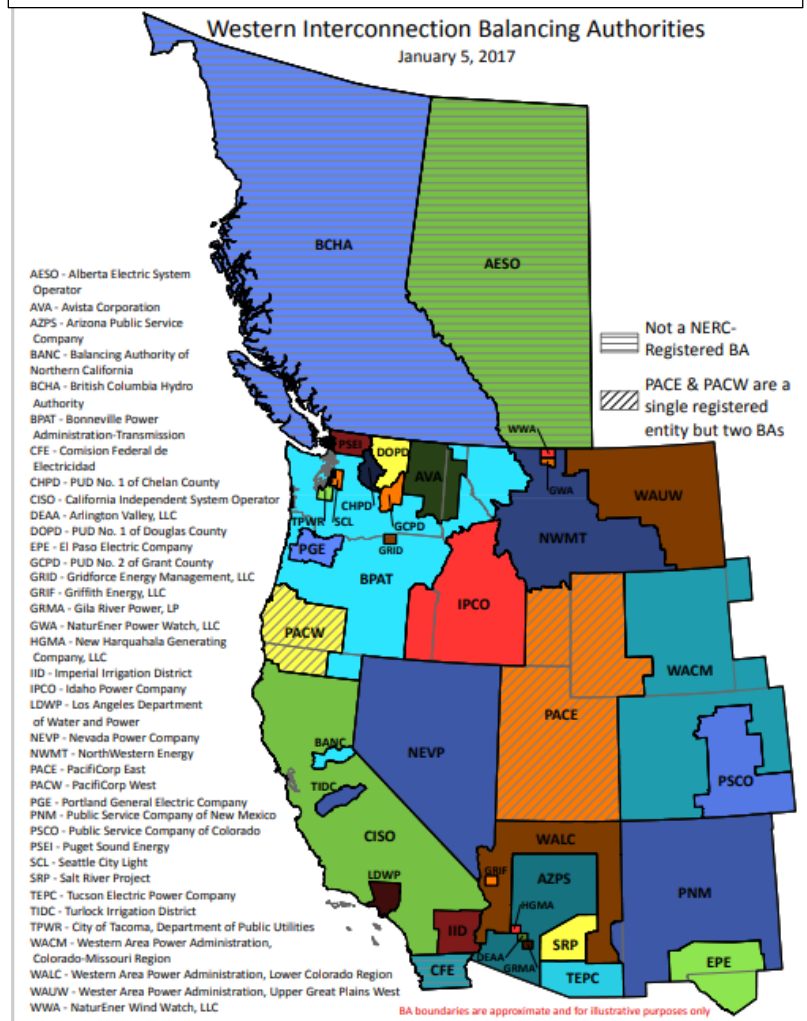 Western Interconnection Balancing Authorities
January 5, 2017
BCHA
AESO
AESO - Alberta Electric System
Operator
AVA - Avista Corporation
AZPS - Arizona Public Service
Company
BANC - Balancing Authority of
Northern California
BCHA - British Columbia Hydro
Authority
BPAT - Bonneville Power
Administration-Transmission
CFE - Comision Federal de
Electricidad
CHPD - PUD No. 1 of Chelan County
CISO - California Independent System Operator
DEAA - Arlington Valley, LLC
DOPD - PUD No. 1 of Douglas County
EPE - El Paso Electric Company
GCPD - PUD No. 2 of Grant County
GRID - Gridforce Energy Management, LLC
GRIF - Griffith Energy, LLC
GRMA - Gila River Power, LP
GWA - NaturEner Power Watch, LLC
HGMA - New Harquahala Generating
Company, LLC
IID - Imperial Irrigation District
IPCO - Idaho Power Company
LDWP - Los Angeles Department
of Water and Power
NEVP - Nevada Power Company
NWMT - NorthWestern Energy
PACE - PacifiCorp East
PACW - PacifiCorp West
PGE - Portland General Electric Company
PNM - Public Service Company of New Mexico
PSCO - Public Service Company of Colorado
PSEI - Puget Sound Energy
SCL - Seattle City Light
SRP - Salt River Project
TEPC - Tucson Electric Power Company
TIDC - Turlock Irrigation District
TPWR - City of Tacoma, Department of Public Utilities
WACM - Western Area Power Administration,
Colorado-Missouri Region
WALC - Western Area Power Administration, Lower Colorado Region
WAUW - Wester Area Power Administration, Upper Great Plains West
WWA - NaturEner Wind Watch, LLC
Not a NERC-
Registered BA
PACE & PACW are a
single registered
entity but two BAs
WWA
PSEI
DOPD
AVA
GWA
WAUW
CHPD
TPWR
SCL
GCPD
NWMT
PGE
GRID
BPAT
IPCO
PACW
WACM
PACE
BANC
NEVP
PSCO
TIDC
CISO
WALC
LDWP
GRIF
AZPS
PNM
HGMA
IID
SRP
DEAA
GRMA
CFE
TEPC
EPE
BA boundaries are approximate and for illustrative purposes only